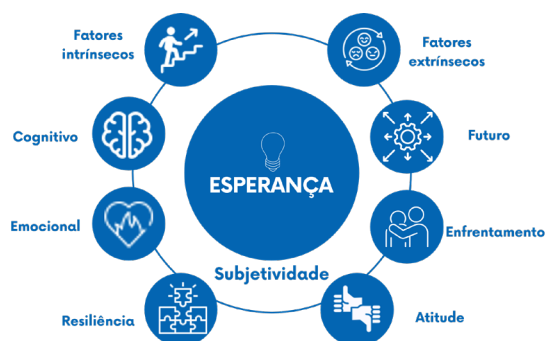 Fatores
intrínsecos
Fatores
extrínsecos
Cognitivo
Futuro
ESPERANÇA
Emocional
Enfrentamento
Subjetividade
Resiliência
Atitude